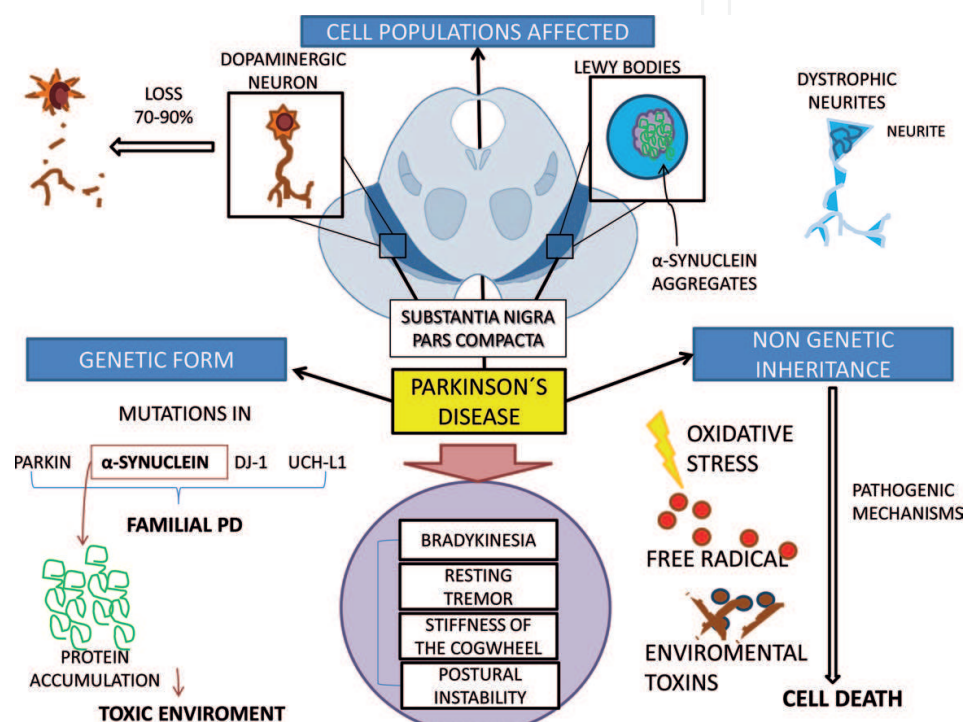 CELL POPULATIONS AFFECTED
DOPAMINERGIC
NEURON
LEWY BODIES
LOSS
70-90%
DYSTROPHIC
NEURITES
NEURITE
α-SYNUCLEIN
AGGREGATES
SUBSTANTIA NIGRA
PARS COMPACTA
GENETIC FORM
NON GENETIC
INHERITANCE
PARKINSON´S
DISEASE
MUTATIONS IN
PARKIN
α-SYNUCLEIN
DJ-1
UCH-L1
FAMILIAL PD
PROTEIN
ACCUMULATION
TOXIC ENVIROMENT
BRADYKINESIA
RESTING
TREMOR
STIFFNESS OF
THE COGWHEEL
POSTURAL
INSTABILITY
OXIDATIVE
STRESS
FREE RADICAL
ENVIROMENTAL
TOXINS
PATHOGENIC
MECHANISMS
CELL DEATH